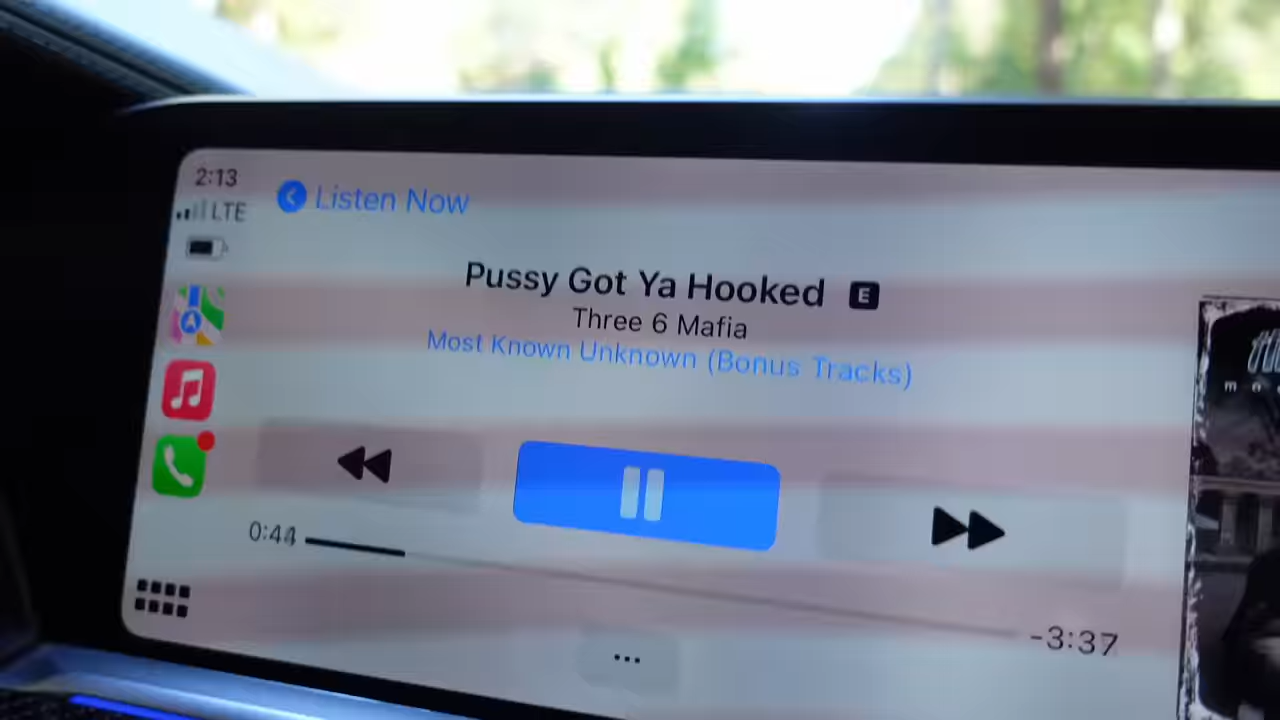 2:13
LTE
Listen Now
Pussy Got Ya Hooked E
Three 6 Mafia
Most Known Unknown (Bonus Tracks)
0:44
-3:37